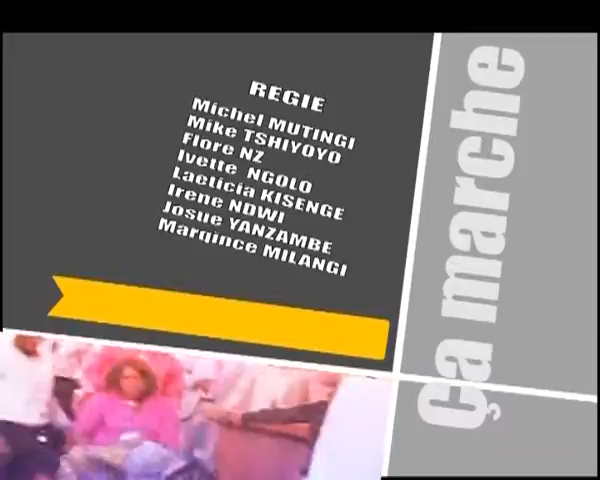 REGIE
Michel MUTINGI
Mike TSHIYOYO
Flore NZ
Ivette NGOLO
Laeticia KISENGE
Irene NDWI
Josue YANZAMBE
Marqince MILANGI
Ça marche